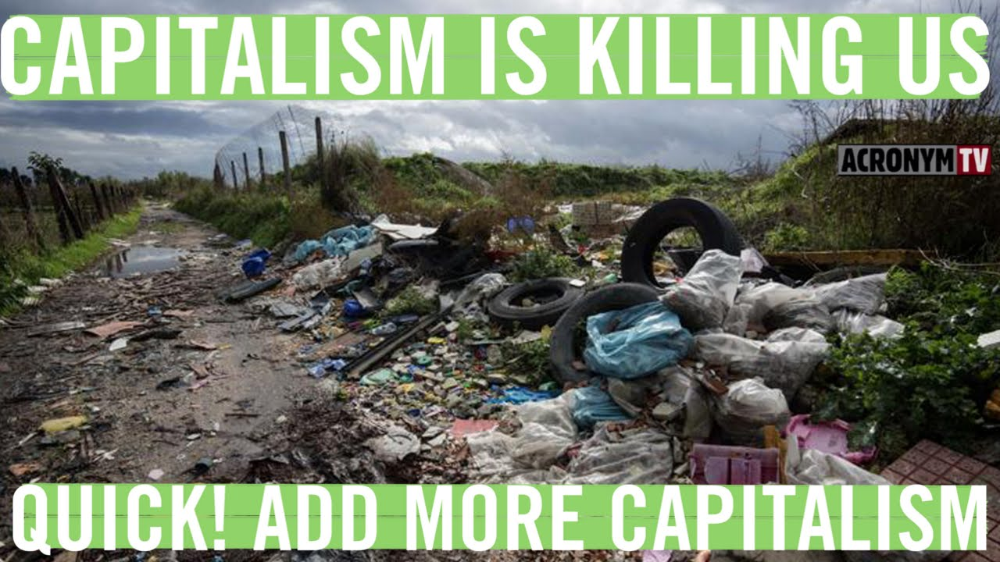 CAPITALISM IS KILLING US
ACRONYM TV
QUICK! ADD MORE CAPITALISM